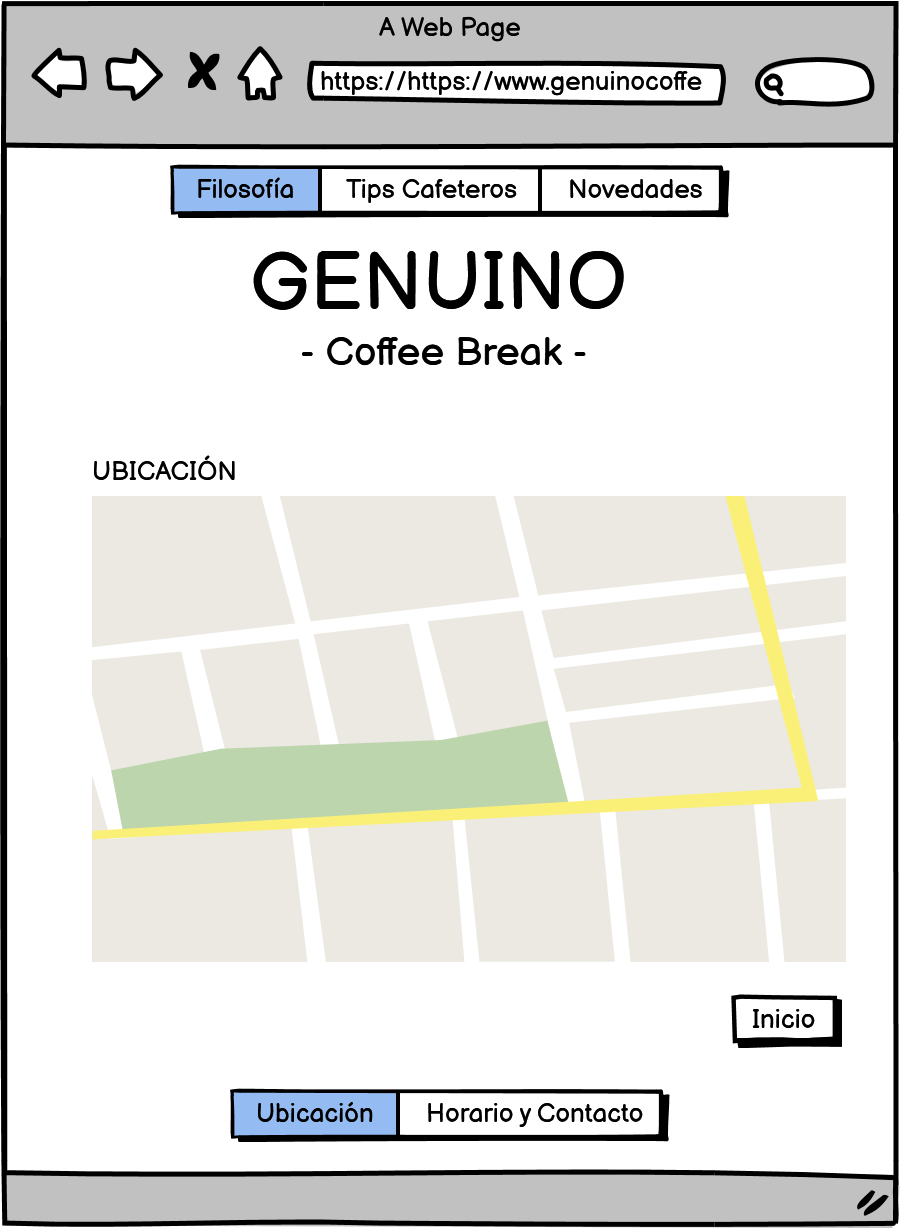 A Web Page
https://https://www.genuinocoffe
Filosofía Tips Cafeteros Novedades
GENUINO
- Coffee Break -
UBICACIÓN
Inicio
Ubicación Horario y Contacto